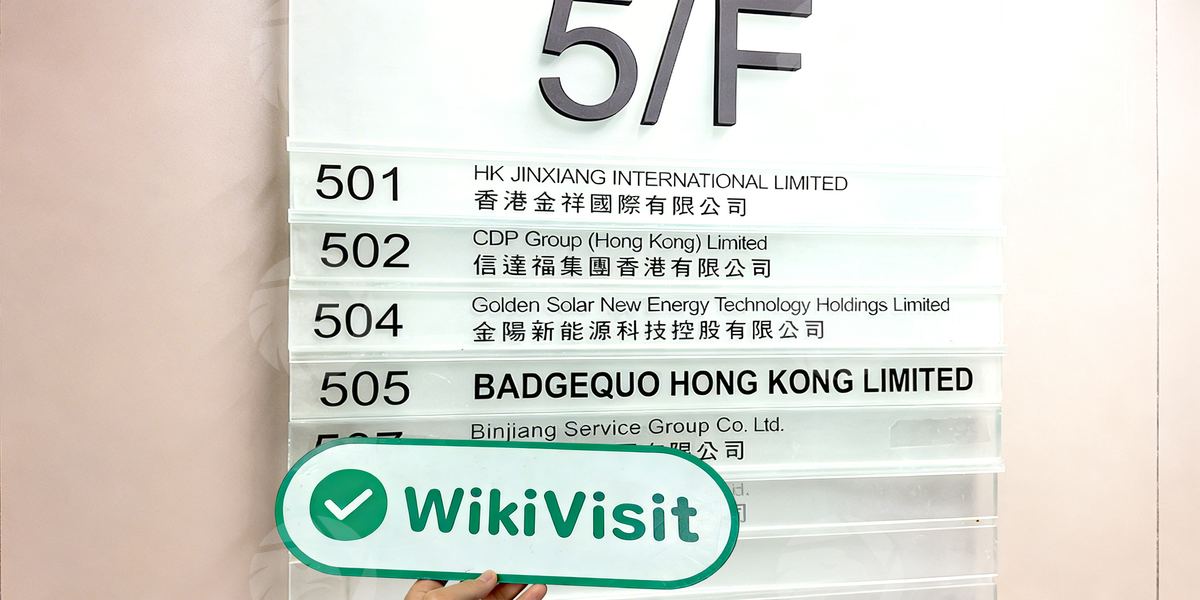 5/F
501 HK JINXIANG INTERNATIONAL LIMITED
香港金祥國際有限公司
502 CDP Group (Hong Kong) Limited
信達福集團香港有限公司
504 Golden Solar New Energy Technology Holdings Limited
金陽新能源科技控股有限公司
505 BADGEQUO HONG KONG LIMITED
Binjiang Service Group Co. Ltd.
有限公司
WikiVisit